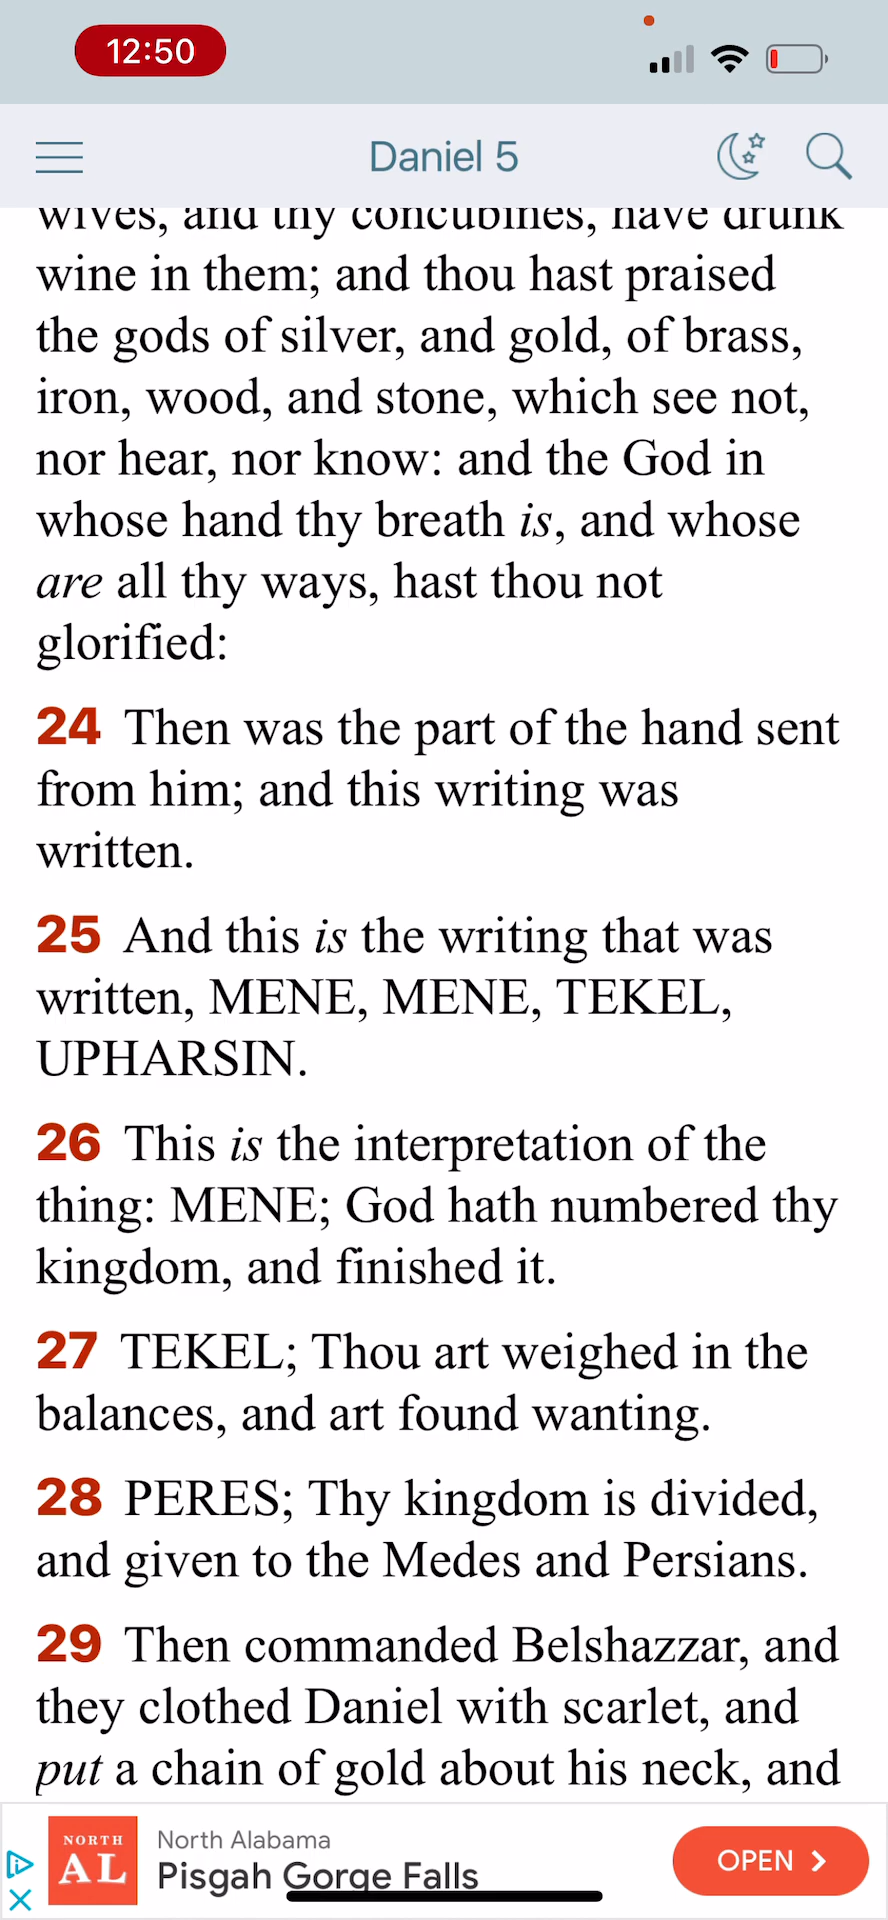 12:50
Daniel 5
wives, and thy concubines, have drunk
wine in them; and thou hast praised
the gods of silver, and gold, of brass,
iron, wood, and stone, which see not,
nor hear, nor know: and the God in
whose hand thy breath is, and whose
are all thy ways, hast thou not
glorified:
24 Then was the part of the hand sent
from him; and this writing was
written.
25 And this is the writing that was
written, MENE, MENE, TEKEL,
UPHARSIN.
26 This is the interpretation of the
thing: MENE; God hath numbered thy
kingdom, and finished it.
27 TEKEL; Thou art weighed in the
balances, and art found wanting.
28 PERES; Thy kingdom is divided,
and given to the Medes and Persians.
29 Then commanded Belshazzar, and
they clothed Daniel with scarlet, and
put a chain of gold about his neck, and
NORTH
AL
North Alabama
Pisgah Gorge Falls
OPEN